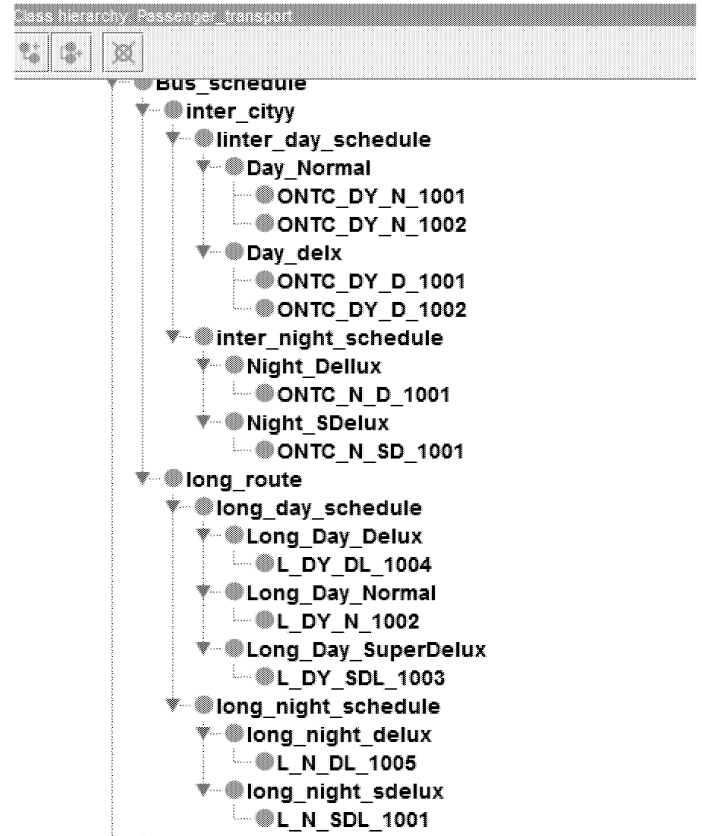 Class hierarchy: Passenger_transport
Bus_schedule
inter_cityy
linter_day_schedule
Day_Normal
ONTC_DY_N_1001
ONTC_DY_N_1002
Day_delx
ONTC_DY_D_1001
ONTC_DY_D_1002
inter_night_schedule
Night_Dellux
ONTC_N_D_1001
Night_SDelux
ONTC_N_SD_1001
long_route
long_day_schedule
Long_Day_Delux
L_DY_DL_1004
Long_Day_Normal
L_DY_N_1002
Long_Day_SuperDelux
L_DY_SDL_1003
long_night_schedule
long_night_delux
L_N_DL_1005
long_night_sdelux
L_N_SDL_1001